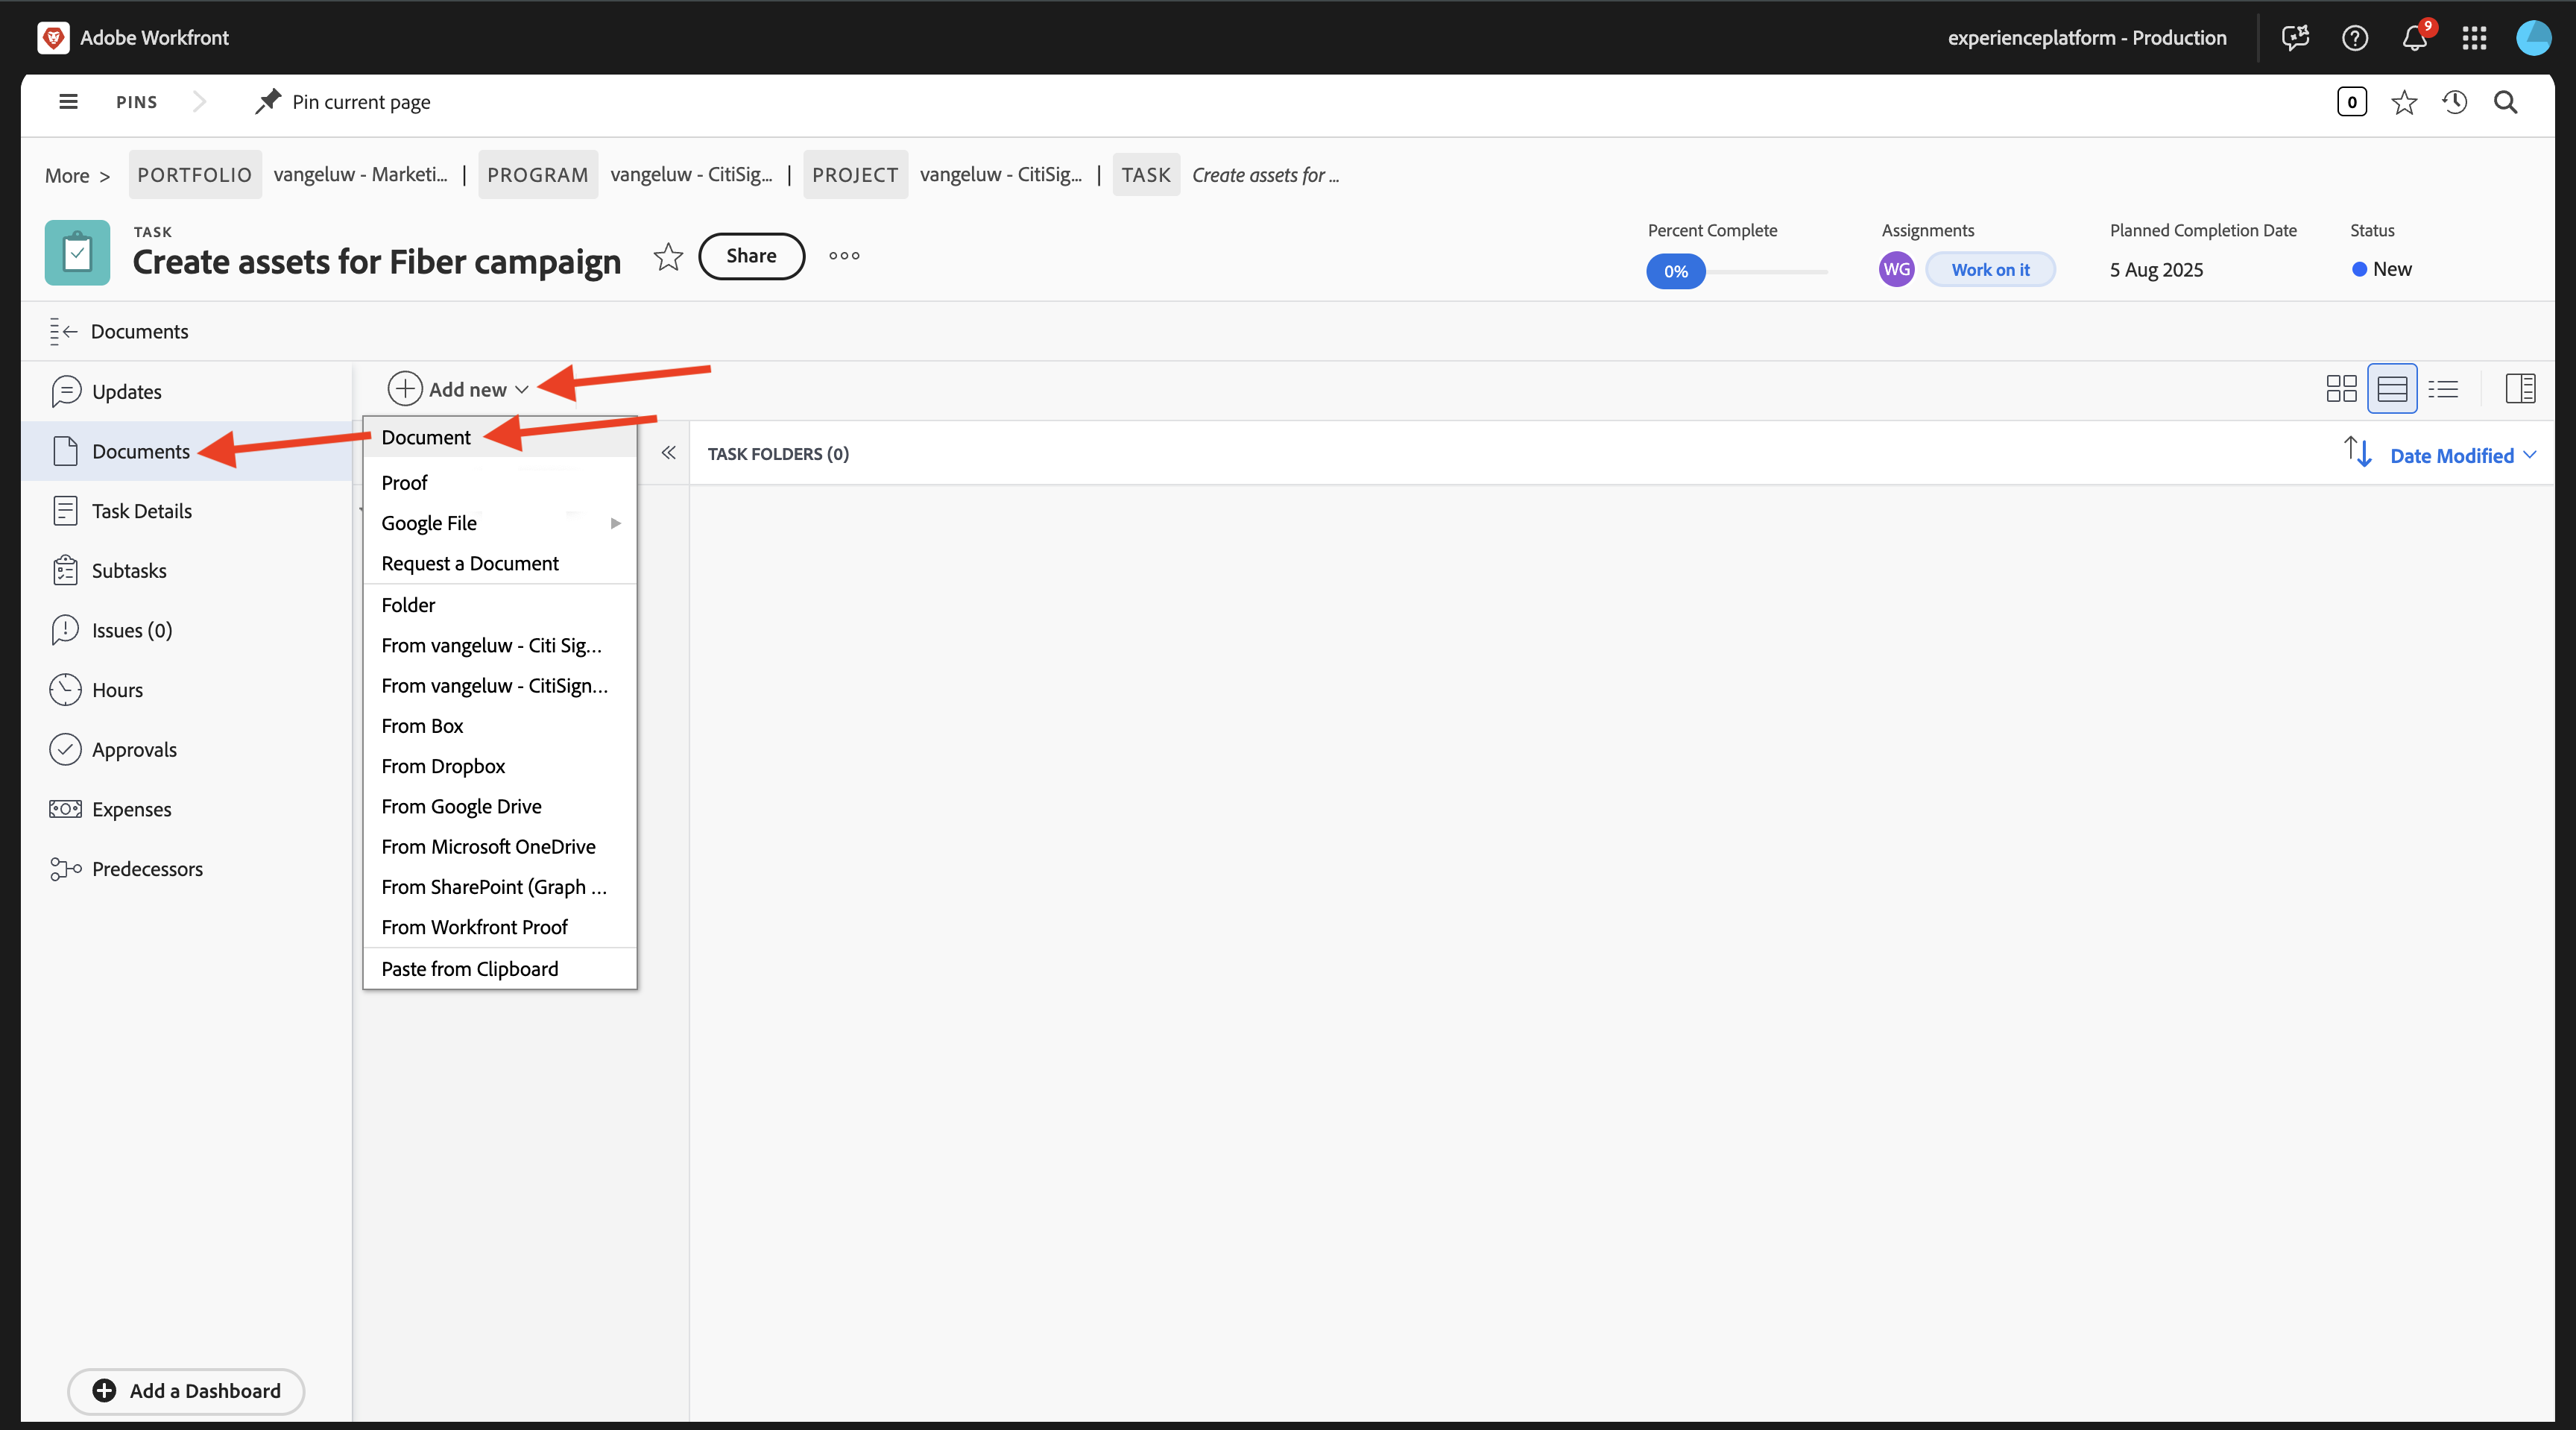 Adobe Workfront
experienceplatform - Production
9
PINS
Pin current page
0
More >
PORTFOLIO vangeluw - Marketi... | PROGRAM vangeluw - CitiSig... | PROJECT vangeluw - CitiSig... | TASK Create assets for ...
TASK
Create assets for Fiber campaign
Share
Percent Complete
0%
Assignments
WG
Work on it
Planned Completion Date
5 Aug 2025
Status
New
Documents
Updates
Documents
Task Details
Subtasks
Issues (0)
Hours
Approvals
Expenses
Predecessors
Add a Dashboard
Add new
Document
Proof
Google File
Request a Document
Folder
From vangeluw - Citi Sig...
From vangeluw - CitiSign...
From Box
From Dropbox
From Google Drive
From Microsoft OneDrive
From SharePoint (Graph ...
From Workfront Proof
Paste from Clipboard
TASK FOLDERS (0)
Date Modified